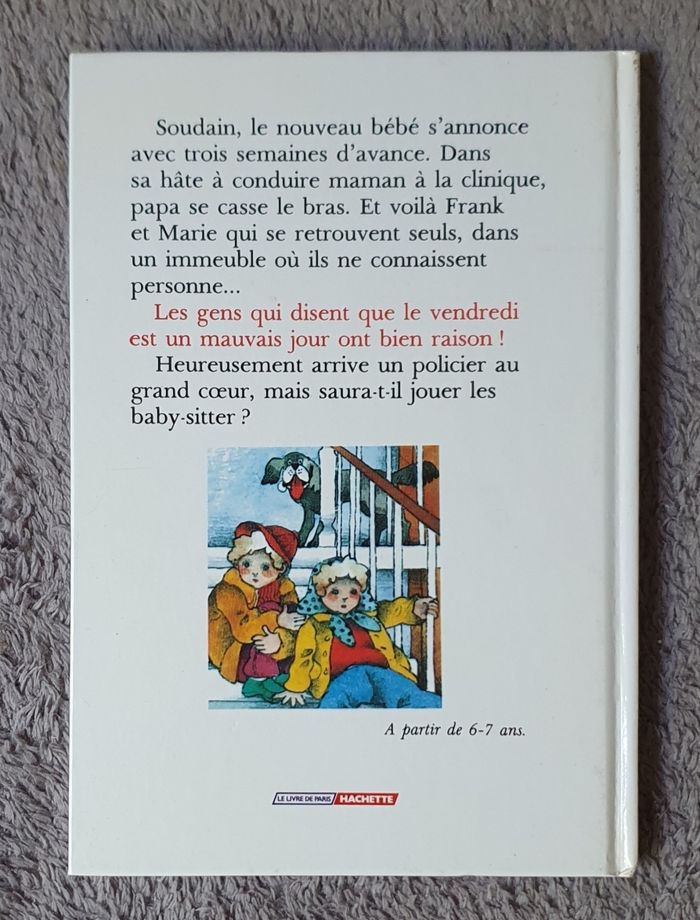 Soudain, le nouveau bébé s'annonce
avec trois semaines d'avance. Dans
sa hâte à conduire maman à la clinique,
papa se casse le bras. Et voilà Frank
et Marie qui se retrouvent seuls, dans
un immeuble où ils ne connaissent
personne...
Les gens qui disent que le vendredi
est un mauvais jour ont bien raison !
Heureusement arrive un policier au
grand cœur, mais saura-t-il jouer les
baby-sitter ?
A partir de 6-7 ans.
LE LIVRE DE PARIS HACHETTE